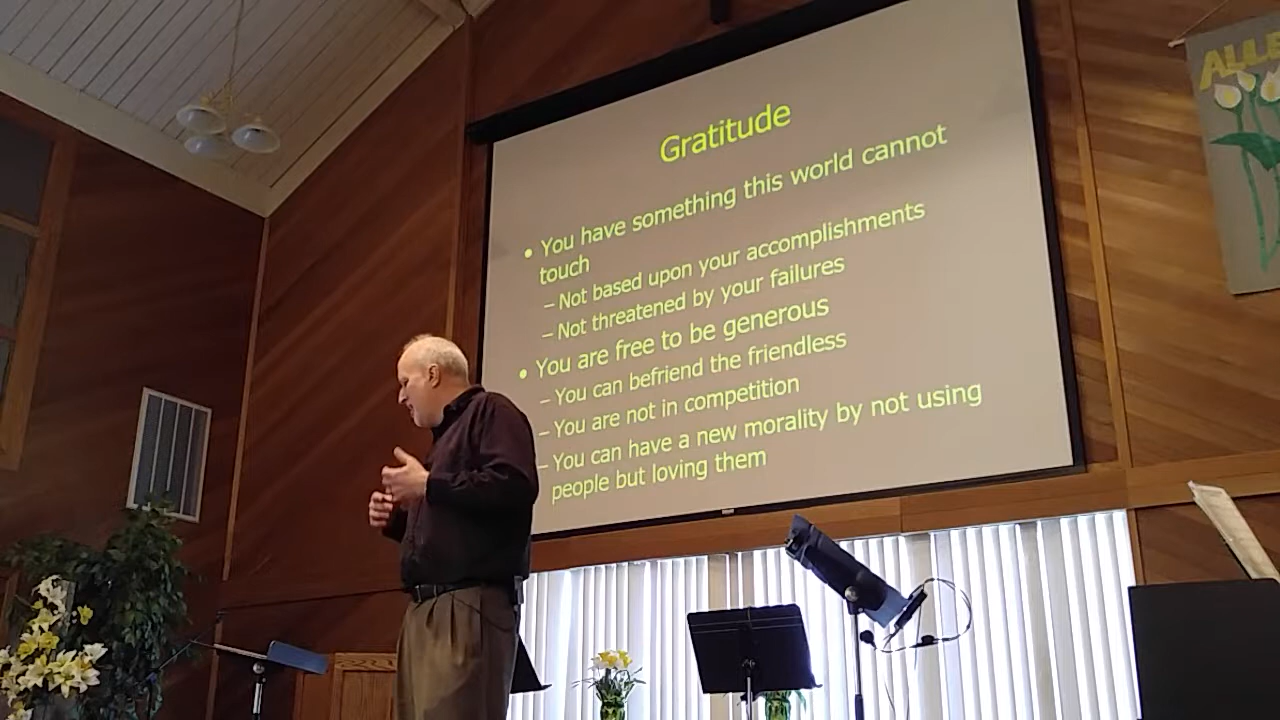 Gratitude
• You have something this world cannot
touch
– Not based upon your accomplishments
– Not threatened by your failures
• You are free to be generous
– You can befriend the friendless
– You are not in competition
– You can have a new morality by not using
people but loving them